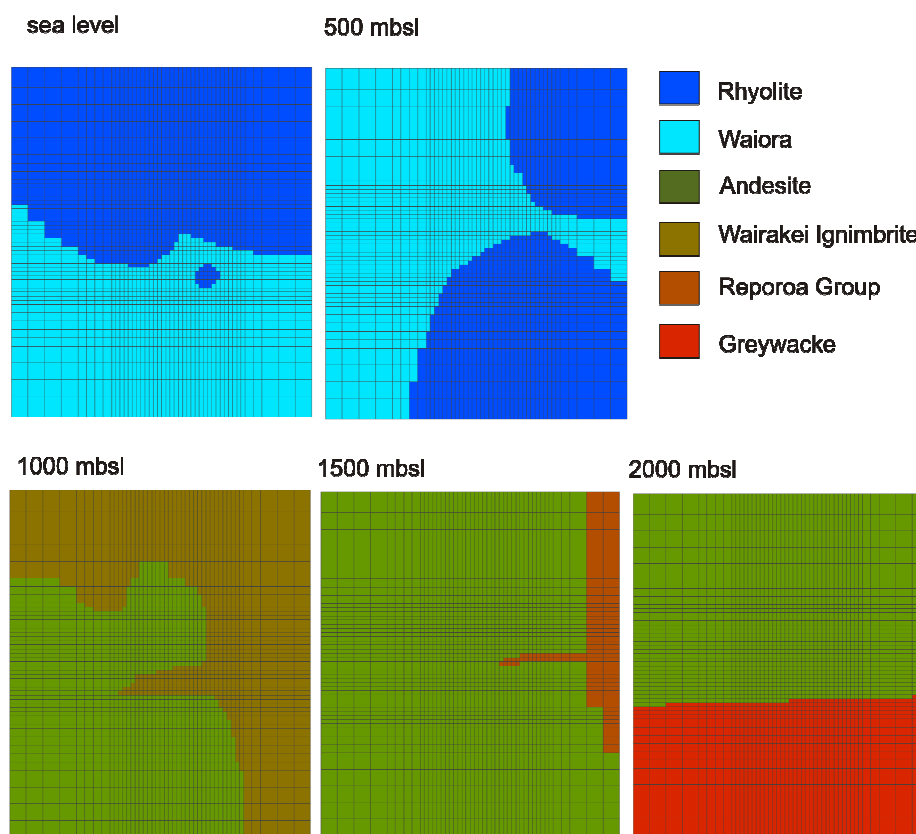 sea level
500 mbsl
Rhyolite
Waiora
Andesite
Wairakei Ignimbrite
Reporoa Group
Greywacke
1000 mbsl
1500 mbsl
2000 mbsl